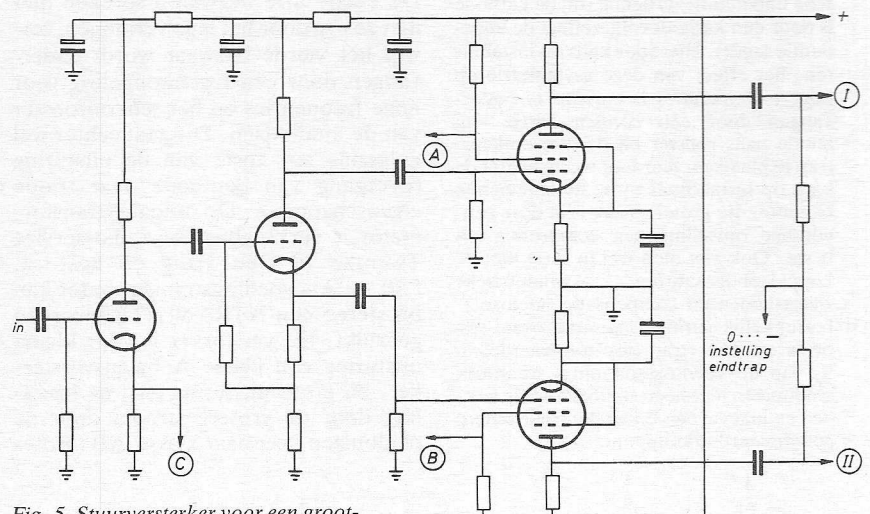 +
I
A
in
0··· —
instelling
eindtrap
C
B
II
Fig. 5. Stuurversterker voor een groot-